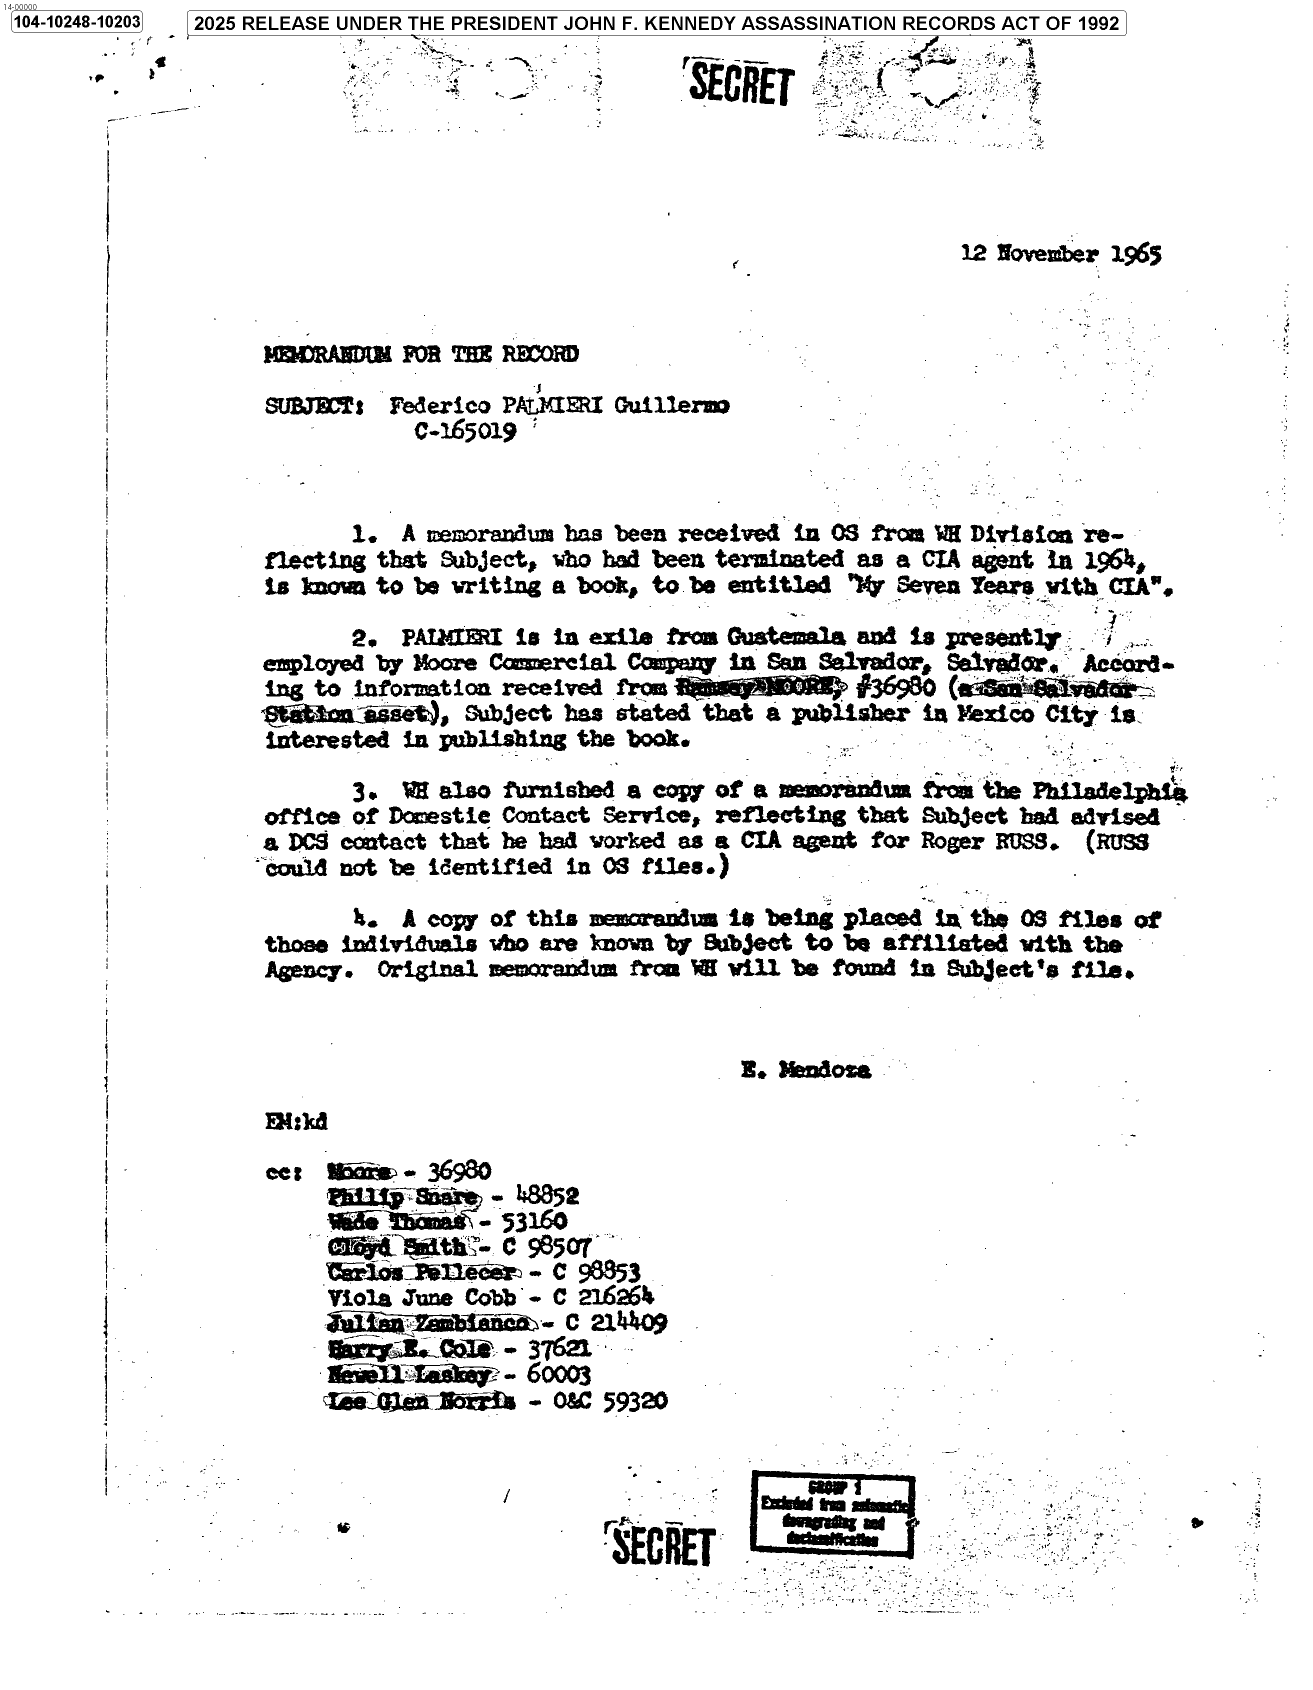 14-00000
104-10248-10203
2025 RELEASE UNDER THE PRESIDENT JOHN F. KENNEDY ASSASSINATION RECORDS ACT OF 1992
SECRET
12 November 1965
MEMORANDUM FOR THE RECORD
SUBJECT: Federico PALMIERI Guillermo
C-165019
1. A memorandum has been received in OS from WH Division re-
flecting that Subject, who had been terminated as a CIA agent in 1964,
is known to be writing a book, to be entitled "My Seven Years with CIA".
2. PALMIERI is in exile from Guatemala and is presently
employed by Moore Commercial Company in San Salvador, Salvador. Accord-
ing to information received from Ramsey MOORE, #36980 (a San Salvador
Station asset), Subject has stated that a publisher in Mexico City is
interested in publishing the book.
3. WH also furnished a copy of a memorandum from the Philadelphia
office of Domestic Contact Service, reflecting that Subject had advised
a DCS contact that he had worked as a CIA agent for Roger RUSS. (RUSS
could not be identified in OS files.)
4. A copy of this memorandum is being placed in the OS files of
those individuals who are known by Subject to be affiliated with the
Agency. Original memorandum from WH will be found in Subject's file.
E. Mendoza
EM:kd
cc: Moore - 36980
Philip Snare - 48852
Wade Thomas - 53160
Cloyd Smith - C 98507
Carlos Pellecer - C 98853
Viola June Cobb - C 216264
Julian Zambianco - C 214409
Harry E. Cole - 37621
Newell Laskey - 60003
Lee Glen Norris - O&C 59320
GROUP 1
Excluded from automatic
downgrading and
declassification
SECRET